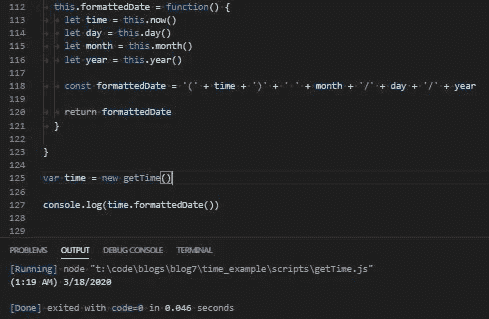 112 this.formattedDate = function() {
113 let time = this.now()
114 let day = this.day()
115 let month = this.month()
116 let year = this.year()
117
118 const formattedDate = '(' + time + ')' + ' ' + month + '/' + day + '/' + year
119
120 return formattedDate
121 }
122
123 }
124
125 var time = new getTime()
126
127 console.log(time.formattedDate())
128
129
PROBLEMS OUTPUT DEBUG CONSOLE TERMINAL
[Running] node "t:\code\blogs\blog7\time_example\scripts\getTime.js"
(1:19 AM) 3/18/2020
[Done] exited with code=0 in 0.046 seconds